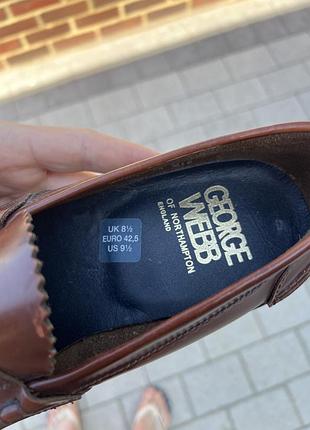 UK 8½
EURO 42,5
US 9½
GEORGE
WEBB
OF NORTHAMPTON
ENGLAND